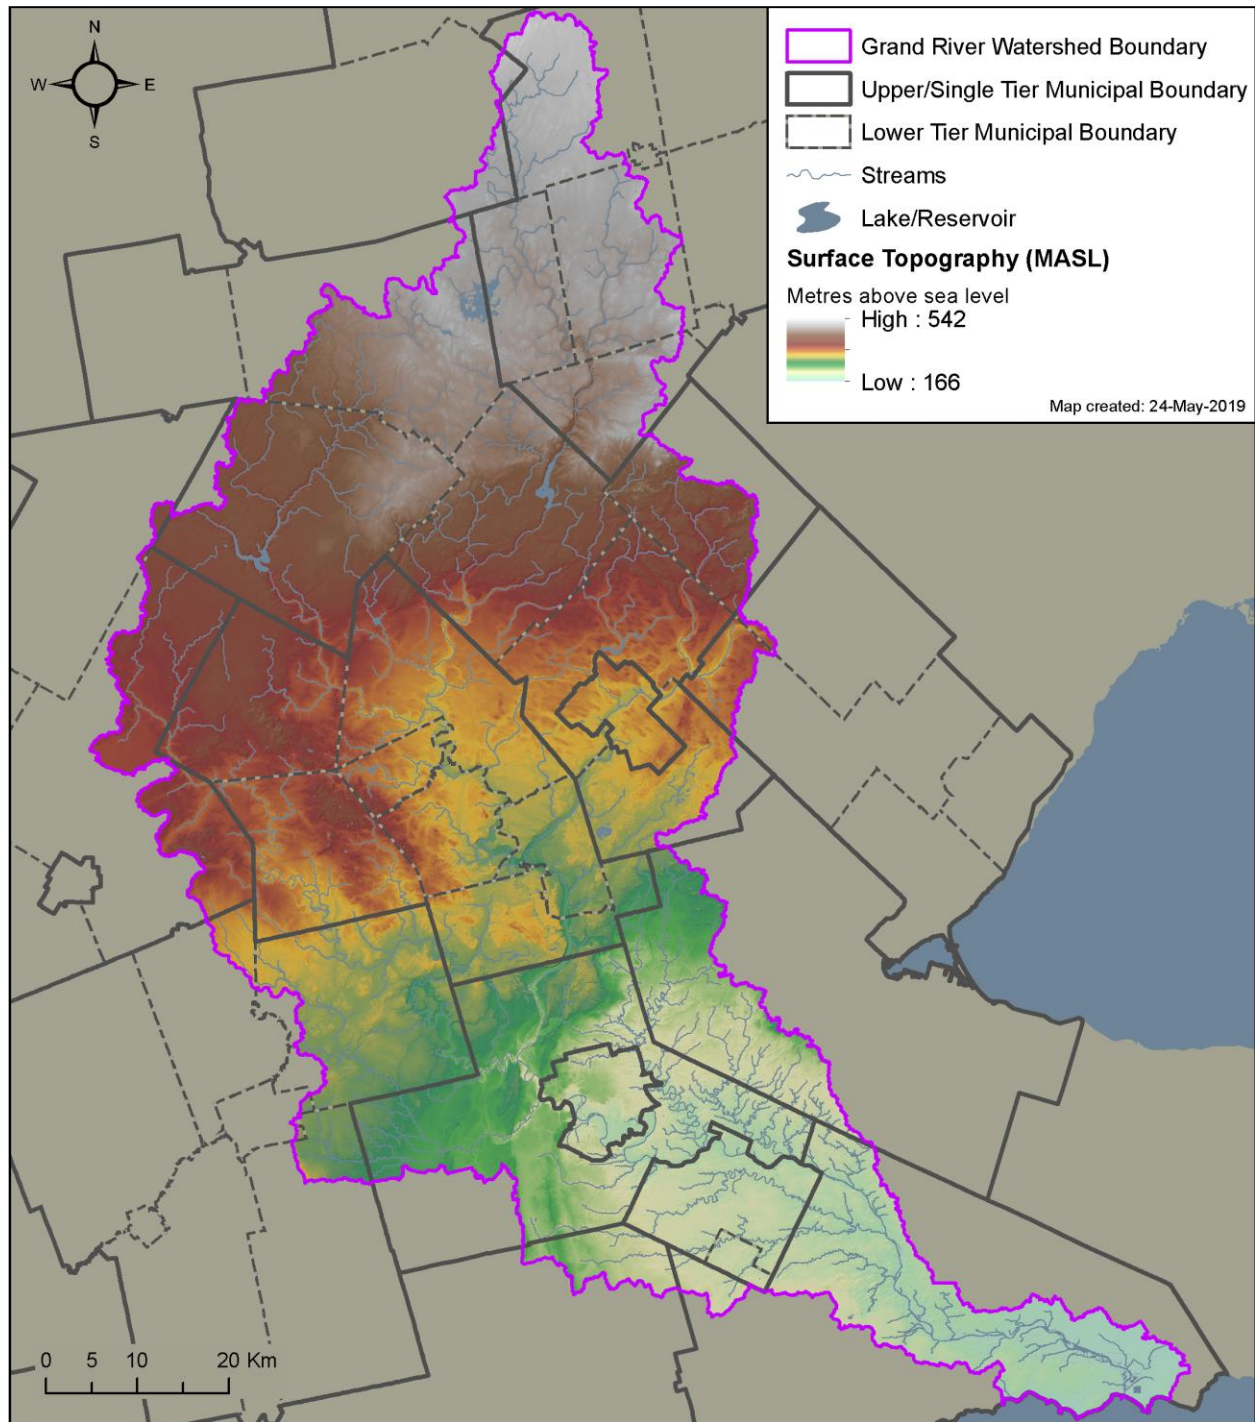 N
W E
S
Grand River Watershed Boundary
Upper/Single Tier Municipal Boundary
Lower Tier Municipal Boundary
Streams
Lake/Reservoir
Surface Topography (MASL)
Metres above sea level
High : 542
Low : 166
Map created: 24-May-2019
0 5 10 20 Km